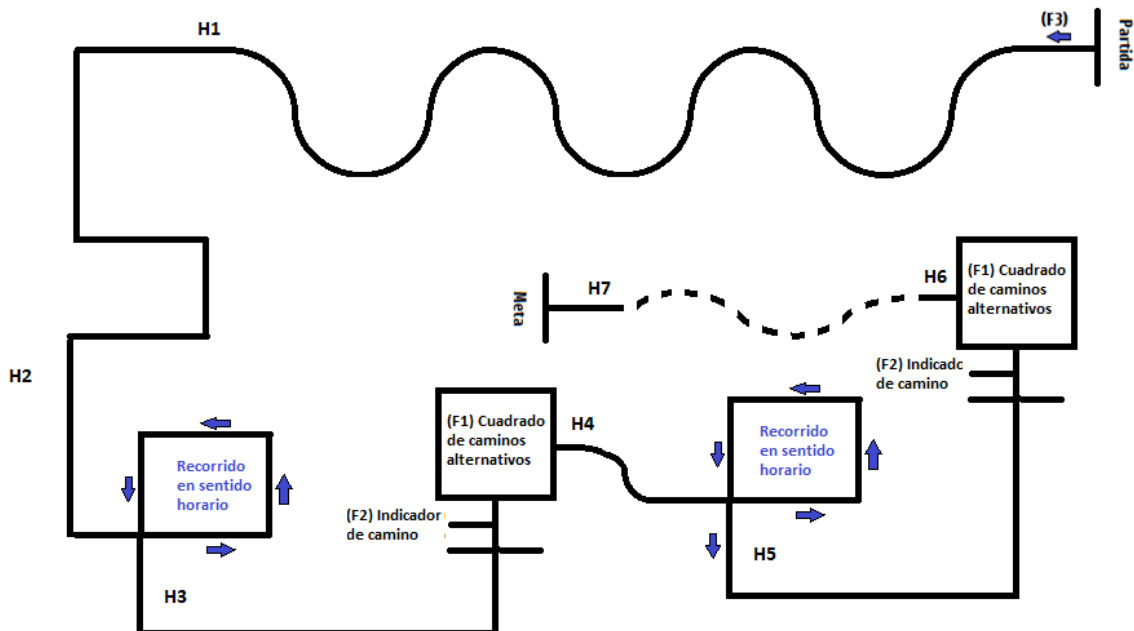 H1
(F3)
Partida
H2
Recorrido
en sentido
horario
H3
(F1) Cuadrado
de caminos
alternativos
(F2) Indicador
de camino
H4
Recorrido
en sentido
horario
H5
Meta
H7
H6
(F1) Cuadrado
de caminos
alternativos
(F2) Indicado
de camino